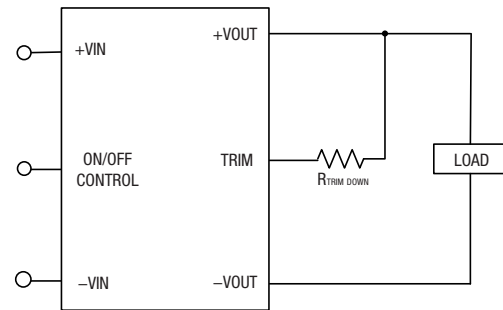 +VOUT
+VIN
ON/OFF
CONTROL
TRIM
LOAD
RTRIM DOWN
−VIN
−VOUT